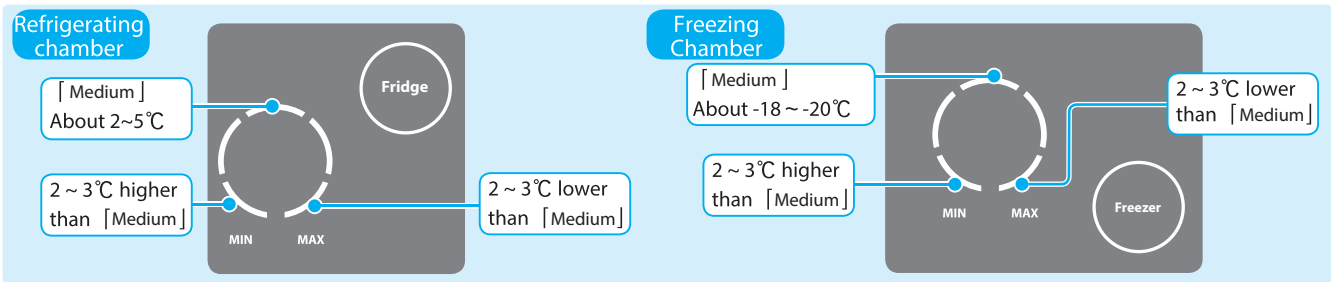 Refrigerating
chamber
Fridge
⌈Medium⌋
About 2~5℃
2 ~ 3℃ higher
than ⌈Medium⌋
2 ~ 3℃ lower
than ⌈Medium⌋
MIN
MAX
Freezing
Chamber
⌈Medium⌋
About -18 ~ -20℃
2 ~ 3℃ lower
than ⌈Medium⌋
2 ~ 3℃ higher
than ⌈Medium⌋
MIN
MAX
Freezer